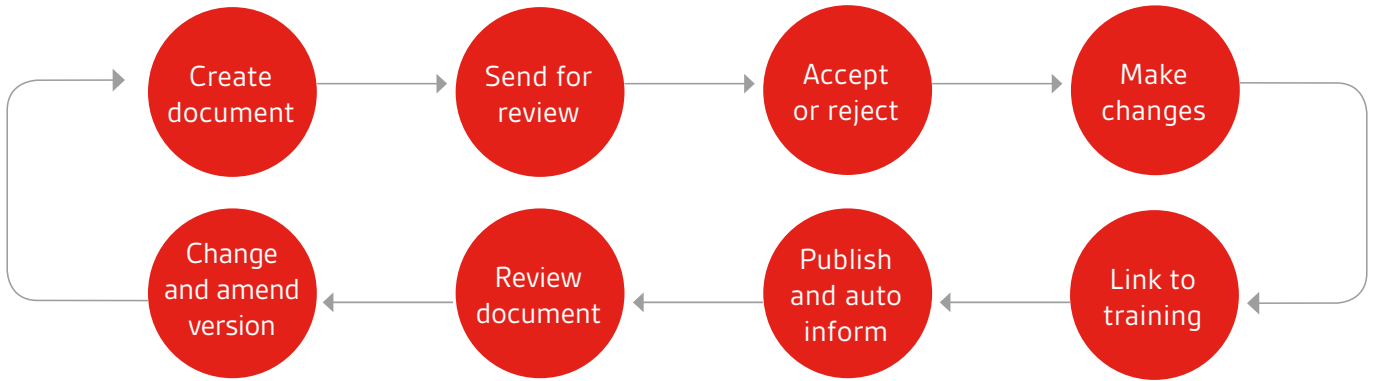 Create
document
Send for
review
Accept
or reject
Make
changes
Link to
training
Publish
and auto
inform
Review
document
Change
and amend
version